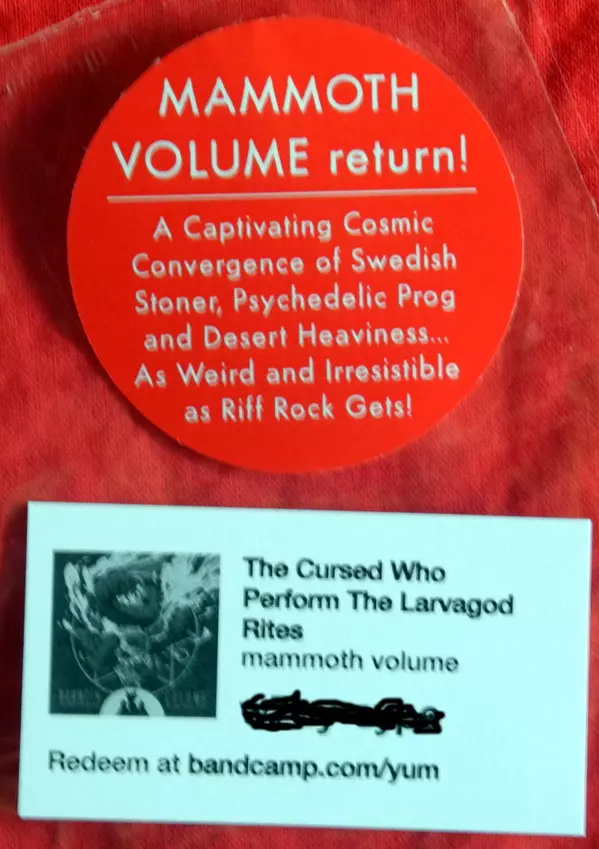 MAMMOTH
VOLUME return!
A Captivating Cosmic
Convergence of Swedish
Stoner, Psychedelic Prog
and Desert Heaviness...
As Weird and Irresistible
as Riff Rock Gets!
The Cursed Who
Perform The Larvagod
Rites
mammoth volume
Redeem at bandcamp.com/yum